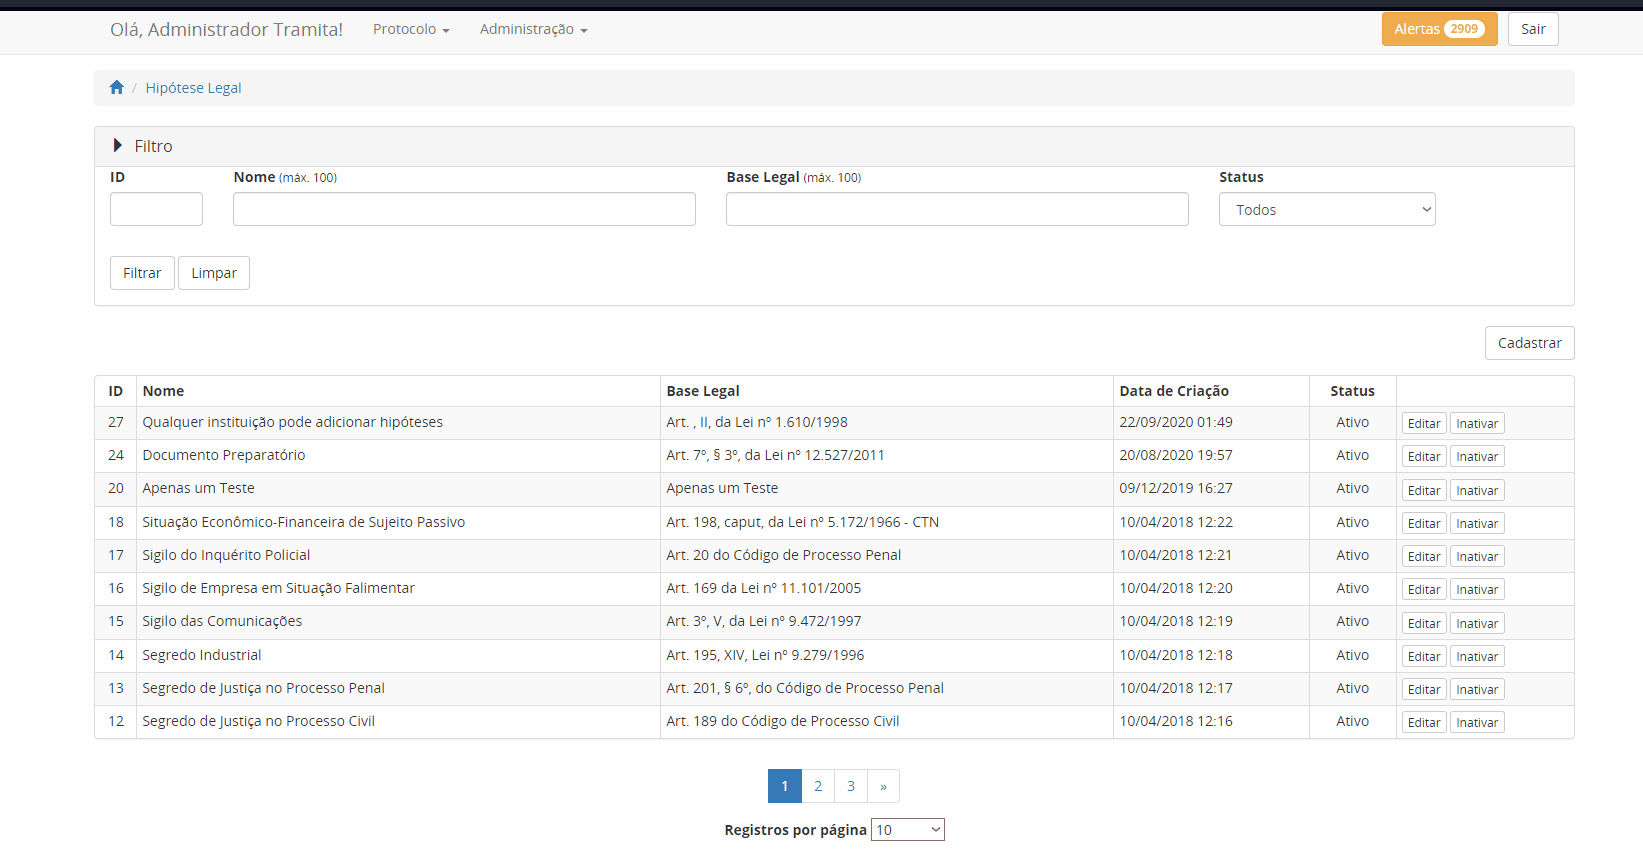 Olá, Administrador Tramita! Protocolo Administração Alertas 2909 Sair
/ Hipótese Legal
Filtro
ID Nome (máx. 100) Base Legal (máx. 100) Status
Todos
Filtrar Limpar
Cadastrar
ID Nome Base Legal Data de Criação Status
27 Qualquer instituição pode adicionar hipóteses Art. , II, da Lei nº 1.610/1998 22/09/2020 01:49 Ativo Editar Inativar
24 Documento Preparatório Art. 7º, § 3º, da Lei nº 12.527/2011 20/08/2020 19:57 Ativo Editar Inativar
20 Apenas um Teste Apenas um Teste 09/12/2019 16:27 Ativo Editar Inativar
18 Situação Econômico-Financeira de Sujeito Passivo Art. 198, caput, da Lei nº 5.172/1966 - CTN 10/04/2018 12:22 Ativo Editar Inativar
17 Sigilo do Inquérito Policial Art. 20 do Código de Processo Penal 10/04/2018 12:21 Ativo Editar Inativar
16 Sigilo de Empresa em Situação Falimentar Art. 169 da Lei nº 11.101/2005 10/04/2018 12:20 Ativo Editar Inativar
15 Sigilo das Comunicações Art. 3º, V, da Lei nº 9.472/1997 10/04/2018 12:19 Ativo Editar Inativar
14 Segredo Industrial Art. 195, XIV, Lei nº 9.279/1996 10/04/2018 12:18 Ativo Editar Inativar
13 Segredo de Justiça no Processo Penal Art. 201, § 6º, do Código de Processo Penal 10/04/2018 12:17 Ativo Editar Inativar
12 Segredo de Justiça no Processo Civil Art. 189 do Código de Processo Civil 10/04/2018 12:16 Ativo Editar Inativar
1 2 3 »
Registros por página 10